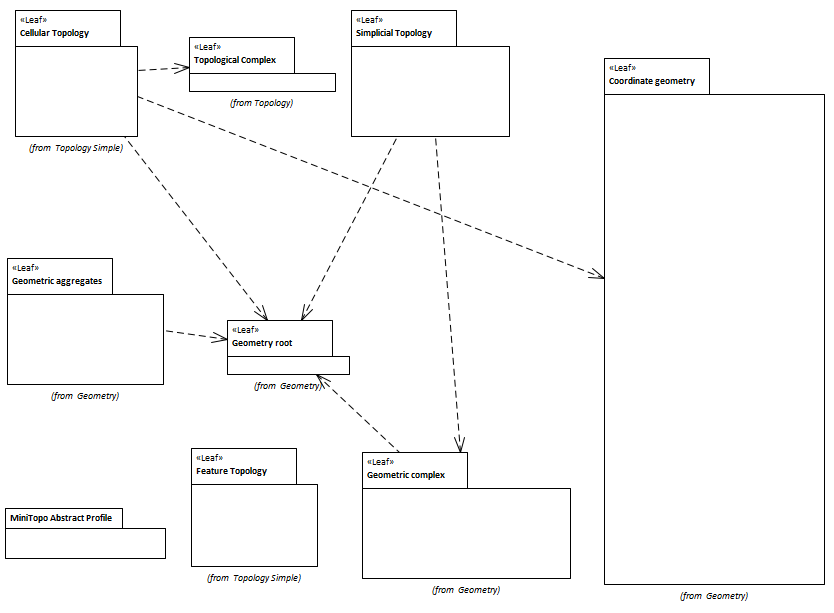 «Leaf»
Cellular Topology
(from Topology Simple)
«Leaf»
Topological Complex
(from Topology)
«Leaf»
Simplicial Topology
«Leaf»
Coordinate geometry
(from Geometry)
«Leaf»
Geometric aggregates
(from Geometry)
«Leaf»
Geometry root
(from Geometry)
«Leaf»
Feature Topology
(from Topology Simple)
«Leaf»
Geometric complex
(from Geometry)
MiniTopo Abstract Profile